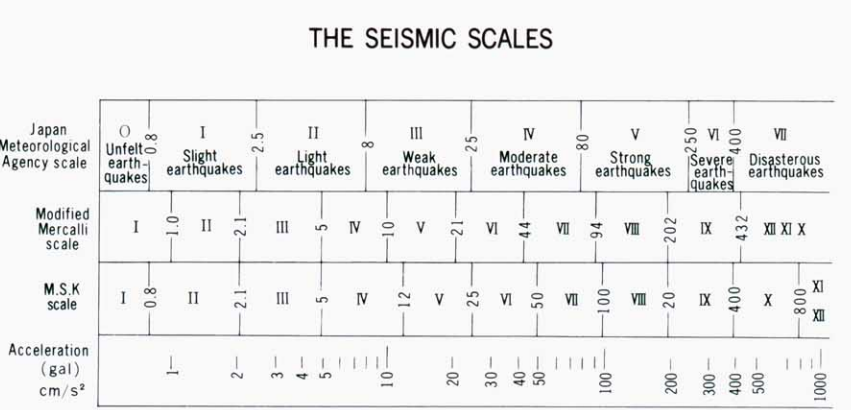 THE SEISMIC SCALES
Japan
Meteorological
Agency scale
O
Unfelt
earth-
quakes
0.8
I
Slight
earthquakes
2.5
II
Light
earthquakes
8
III
Weak
earthquakes
25
IV
Moderate
earthquakes
80
V
Strong
earthquakes
250
VI
Severe
earth-
quakes
400
VII
Disasterous
earthquakes
Modified
Mercalli
scale
I 1.0 II 2.1 III 5 IV 10 V 21 VI 44 VII 94 VIII 202 IX 432 XII XI X
M.S.K
scale
I 0.8 II 2.1 III 5 IV 12 V 25 VI 50 VII 100 VIII 20 IX 400 X 800 XI
XII
Acceleration
(gal)
cm/s²
1 2 3 4 5 10 20 30 40 50 100 200 300 400 500 1000